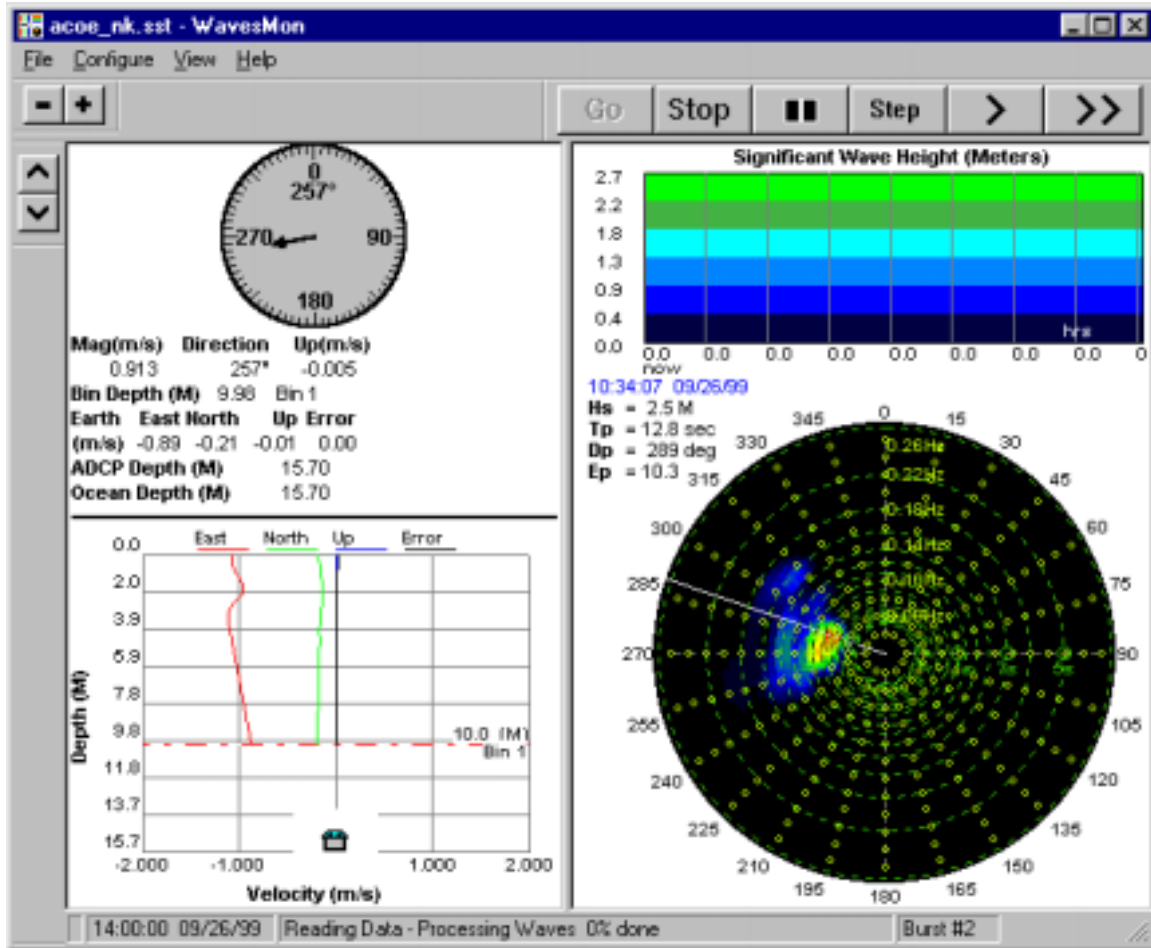 acoe_nk.sst - WavesMon
File Configure View Help
- +
Go Stop Step > >>
0
257°
270 90
180
Mag(m/s) Direction Up(m/s)
0.913 257° -0.005
Bin Depth (M) 9.98 Bin 1
Earth East North Up Error
(m/s) -0.89 -0.21 -0.01 0.00
ADCP Depth (M) 15.70
Ocean Depth (M) 15.70
East North Up Error
0.0
2.0
3.9
5.9
7.8
9.8
11.8
13.7
15.7
Depth (M)
10.0 (M)
Bin 1
-2.000 -1.000 1.000 2.000
Velocity (m/s)
Significant Wave Height (Meters)
2.7
2.2
1.8
1.3
0.9
0.4
0.0
hrs
0.0 0.0 0.0 0.0 0.0 0.0 0.0 0.0 0
now
10:34:07 09/26/99
Hs = 2.5 M
Tp = 12.8 sec
Dp = 289 deg
Ep = 10.3
0 15 30 45 60 75 90 105 120 135 150 165 180 195 210 225 240 255 270 285 300 315 330 345
0.26Hz
0.22Hz
0.18Hz
0.14Hz
14:00:00 09/26/99 Reading Data - Processing Waves 0% done Burst #2